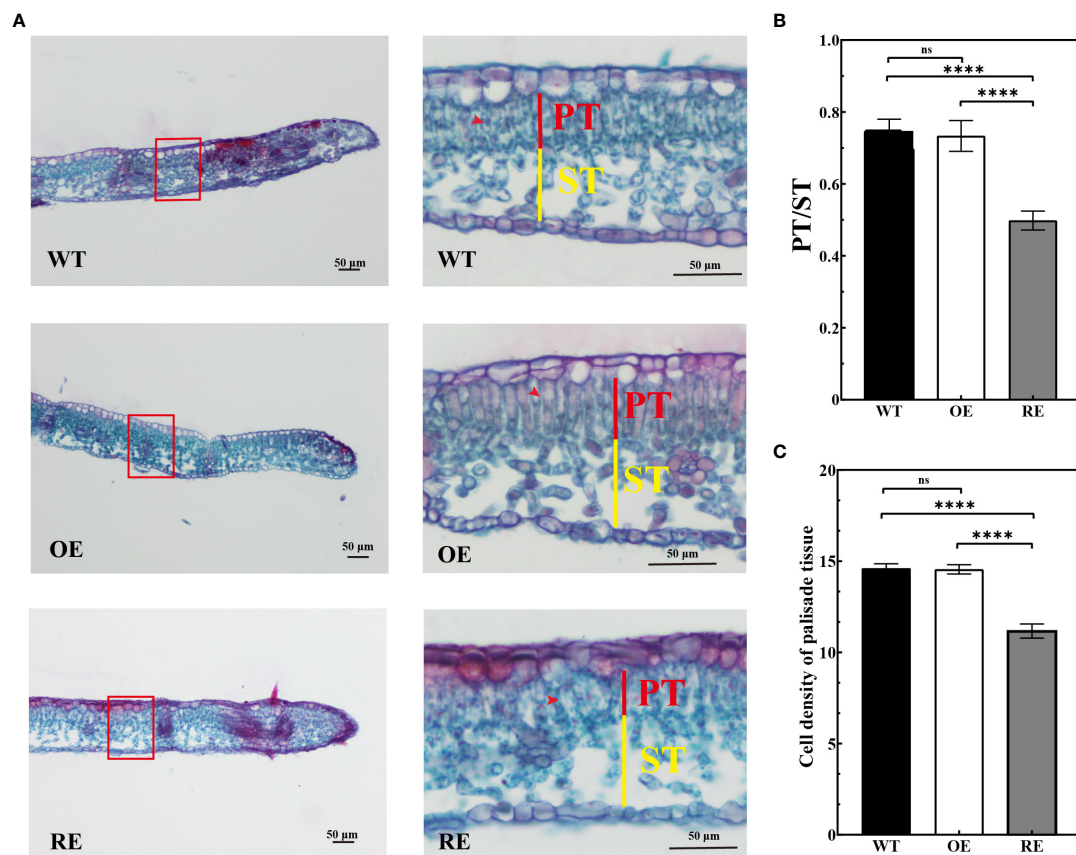 A
WT
50 μm
PT
ST
WT
50 μm
OE
50 μm
PT
ST
OE
50 μm
RE
50 μm
PT
ST
RE
50 μm
B
1.0
0.8
0.6
0.4
0.2
0
PT/ST
ns
****
****
WT OE RE
C
20
15
10
5
0
Cell density of palisade tissue
ns
****
****
WT OE RE